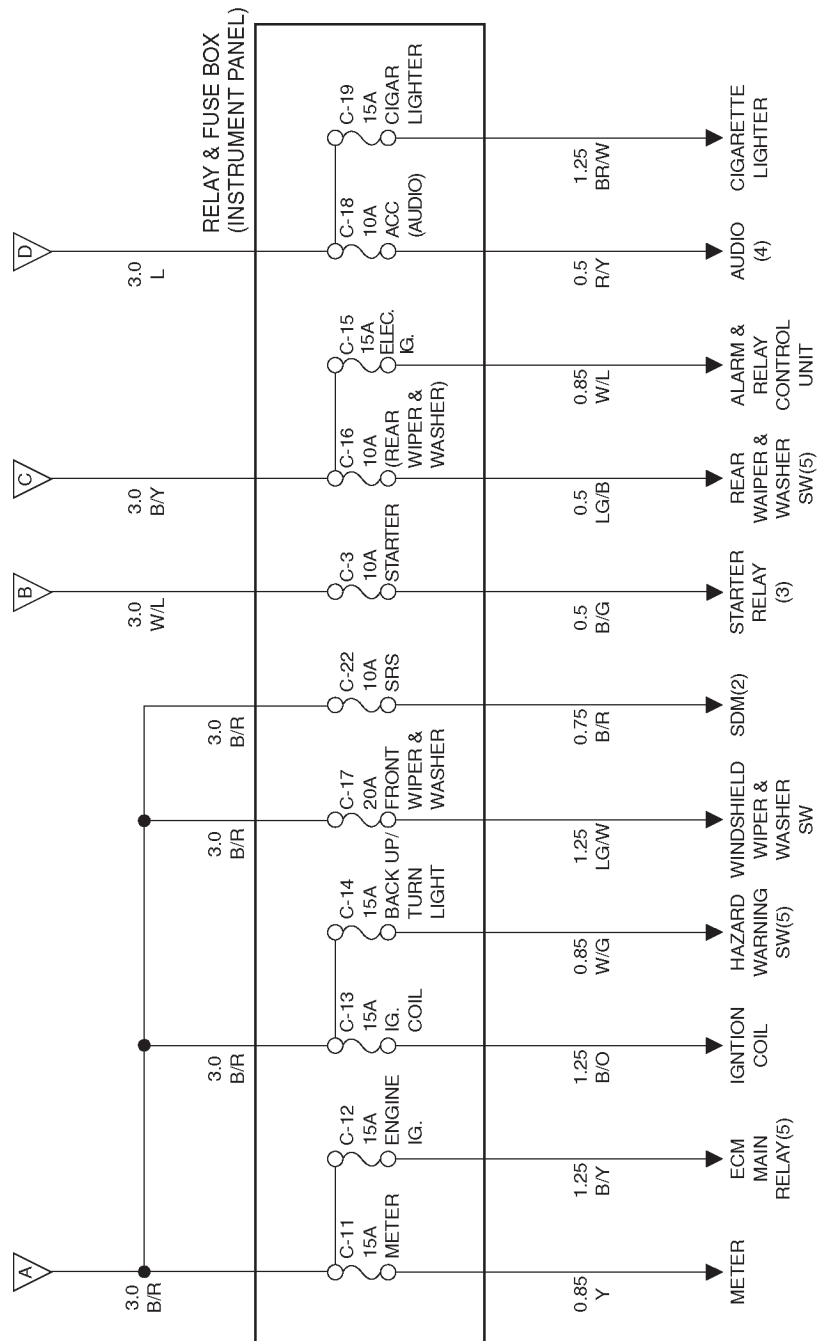 A
B
C
D
3.0
B/R
3.0
B/R
3.0
B/R
3.0
B/R
3.0
W/L
3.0
B/Y
3.0
L
RELAY & FUSE BOX
(INSTRUMENT PANEL)
C-11
15A
METER
C-12
15A
ENGINE
IG.
C-13
15A
IG.
COIL
C-14
15A
BACK UP/
TURN
LIGHT
C-17
20A
FRONT
WIPER &
WASHER
C-22
10A
SRS
C-3
10A
STARTER
C-16
10A
(REAR
WIPER &
WASHER)
C-15
15A
ELEC.
IG.
C-18
10A
ACC
(AUDIO)
C-19
15A
CIGAR
LIGHTER
0.85
Y
1.25
B/Y
1.25
B/O
0.85
W/G
1.25
LG/W
0.75
B/R
0.5
B/G
0.5
LG/B
0.85
W/L
0.5
R/Y
1.25
BR/W
METER
ECM
MAIN
RELAY(5)
IGNTION
COIL
HAZARD
WARNING
SW(5)
WINDSHIELD
WIPER &
WASHER
SW
SDM(2)
STARTER
RELAY
(3)
REAR
WAIPER &
WASHER
SW(5)
ALARM &
RELAY
CONTROL
UNIT
AUDIO
(4)
CIGARETTE
LIGHTER